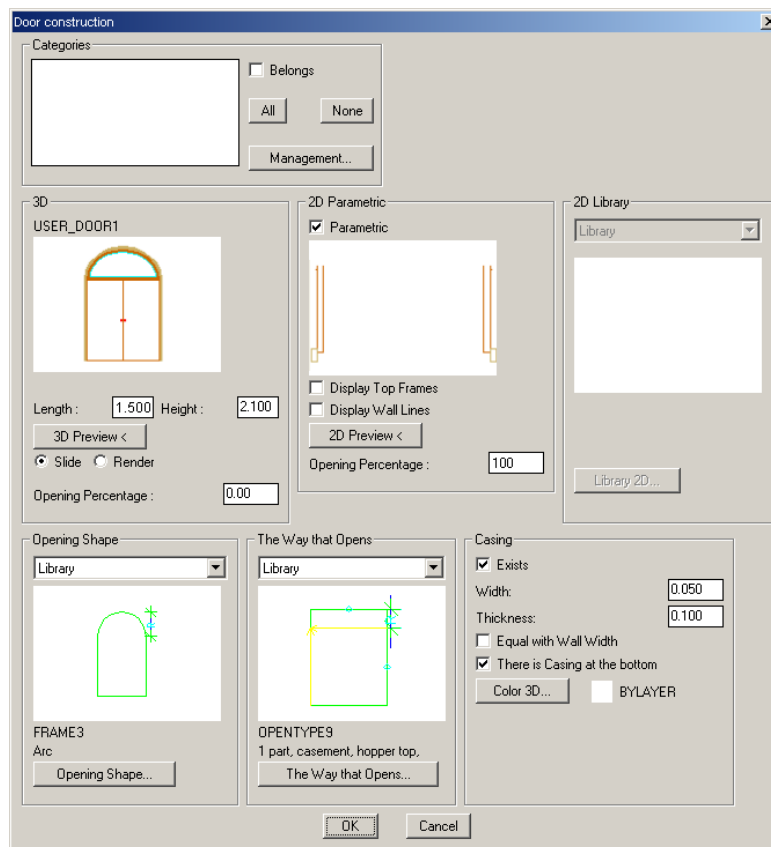 Door construction
Categories
Belongs
All
None
Management...
3D
USER_DOOR1
Length :
1.500
Height :
2.100
3D Preview <
Slide
Render
Opening Percentage :
0.00
2D Parametric
Parametric
Display Top Frames
Display Wall Lines
2D Preview <
Opening Percentage :
100
2D Library
Library
Library 2D...
Opening Shape
Library
FRAME3
Arc
Opening Shape...
The Way that Opens
Library
OPENTYPE9
1 part, casement, hopper top,
The Way that Opens...
Casing
Exists
Width:
0.050
Thickness:
0.100
Equal with Wall Width
There is Casing at the bottom
Color 3D...
BYLAYER
OK
Cancel